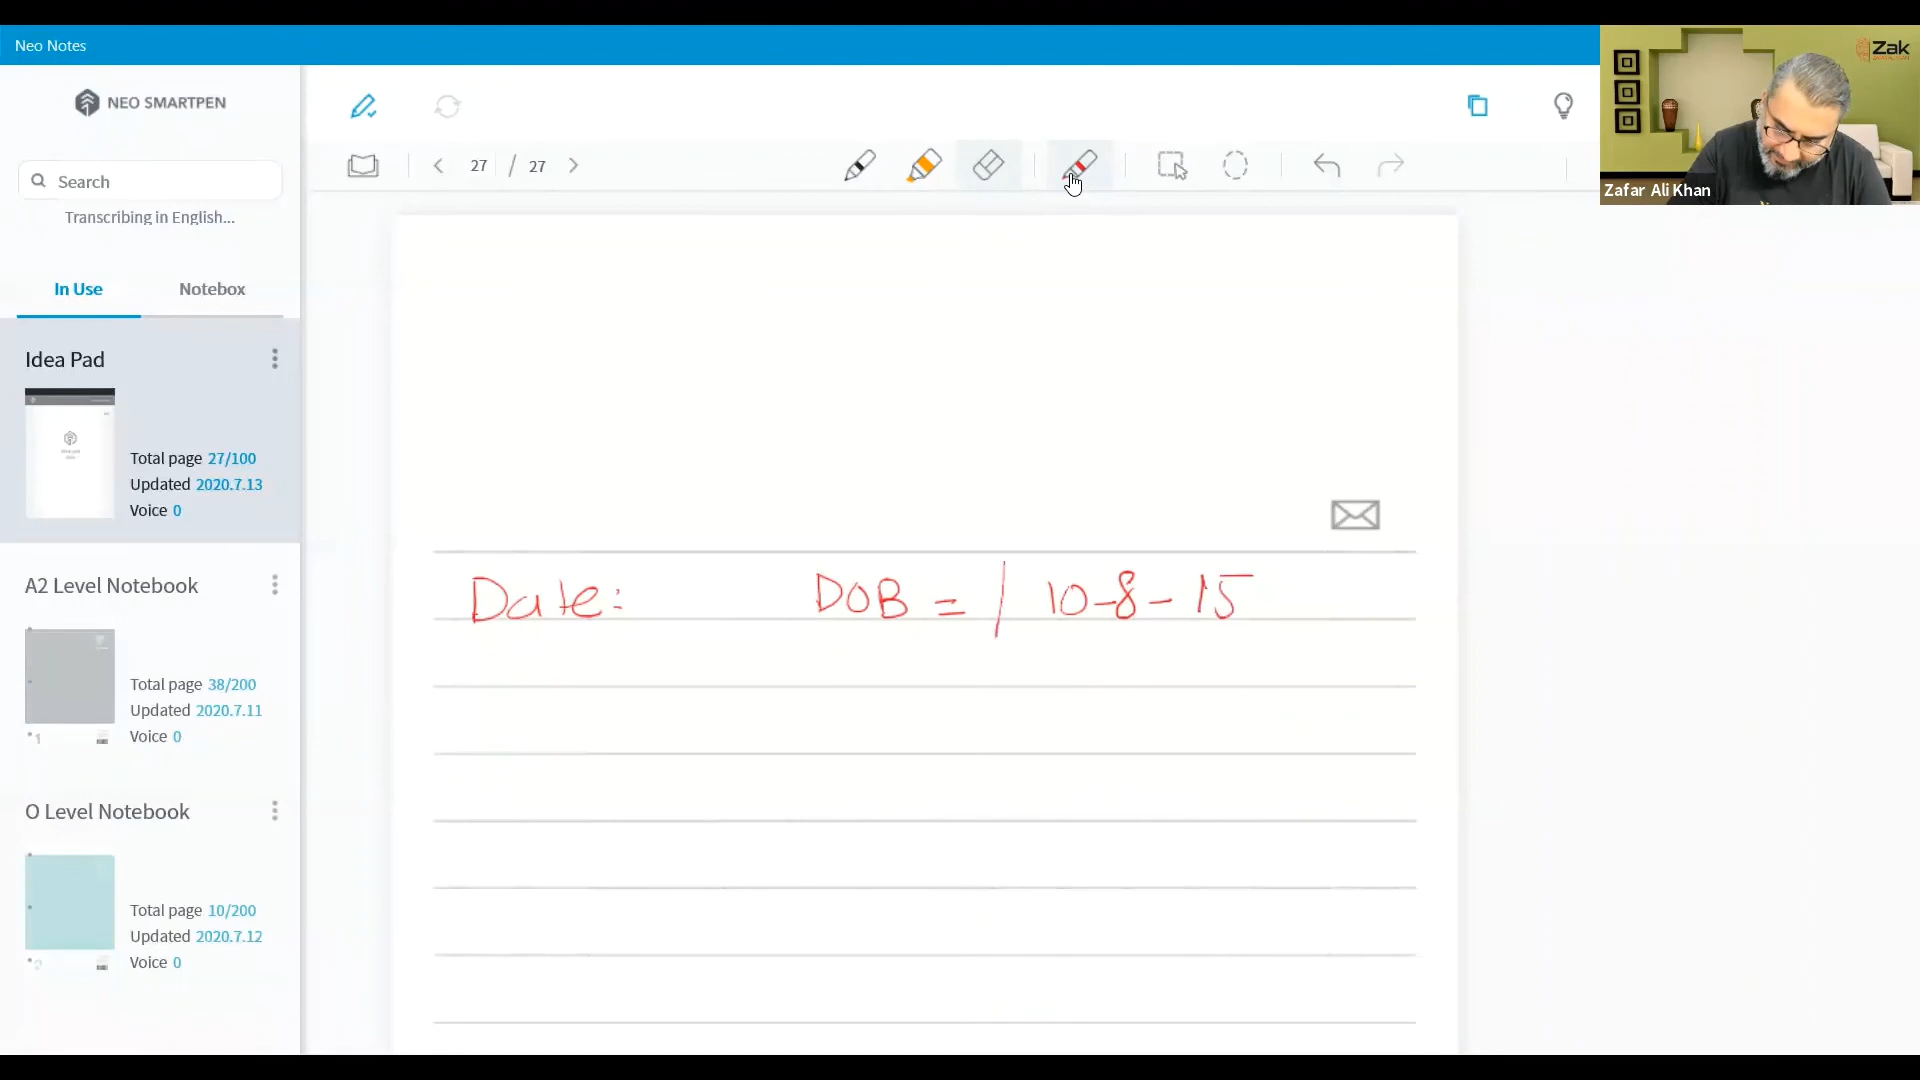 Neo Notes
Zak
NEO SMARTPEN
27 / 27
Search
Zafar Ali Khan
Transcribing in English...
In Use Notebox
Idea Pad
Total page 27/100
Updated 2020.7.13
Voice 0
Date: DOB = / 10-8-15
A2 Level Notebook
Total page 38/200
Updated 2020.7.11
Voice 0
O Level Notebook
Total page 10/200
Updated 2020.7.12
Voice 0